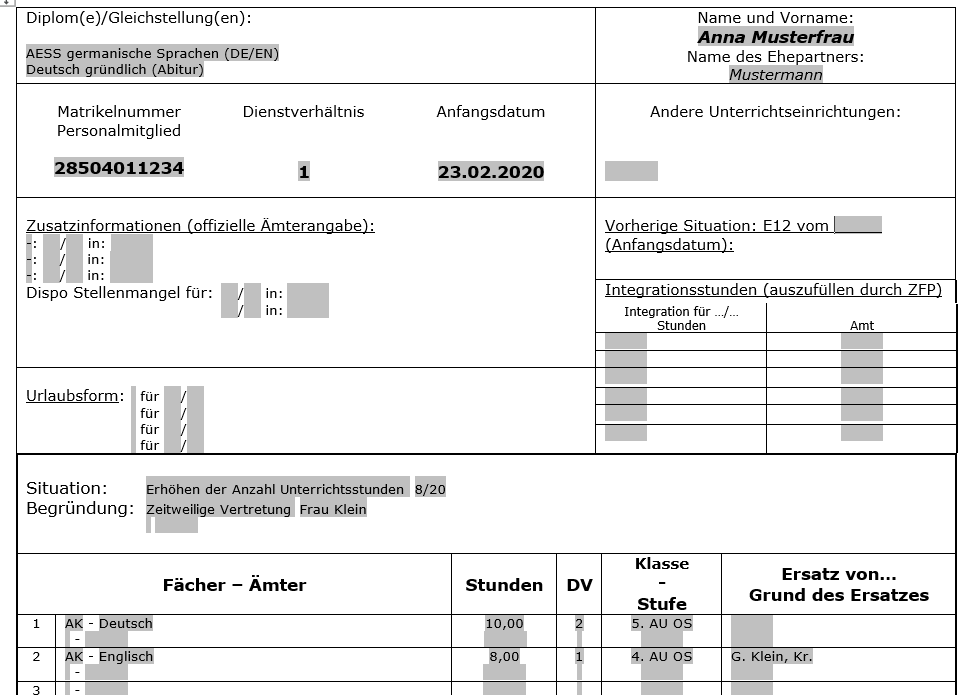 Diplom(e)/Gleichstellung(en):
AESS germanische Sprachen (DE/EN)
Deutsch gründlich (Abitur)
Name und Vorname:
Anna Musterfrau
Name des Ehepartners:
Mustermann
Matrikelnummer Dienstverhältnis Anfangsdatum
Personalmitglied
28504011234 1 23.02.2020
Andere Unterrichtseinrichtungen:
Zusatzinformationen (offizielle Ämterangabe):
-: / in:
-: / in:
-: / in:
Dispo Stellenmangel für: / in:
/ in:
Vorherige Situation: E12 vom
(Anfangsdatum):
Integrationsstunden (auszufüllen durch ZFP)
Integration für …/…
Stunden Amt
Urlaubsform: für /
für /
für /
für /
Situation: Erhöhen der Anzahl Unterrichtsstunden 8/20
Begründung: Zeitweilige Vertretung Frau Klein
Fächer – Ämter Stunden DV Klasse
-
Stufe
Ersatz von…
Grund des Ersatzes
1 AK - Deutsch 10,00 2 5. AU OS
-
2 AK - Englisch 8,00 1 4. AU OS G. Klein, Kr.
-
3 -